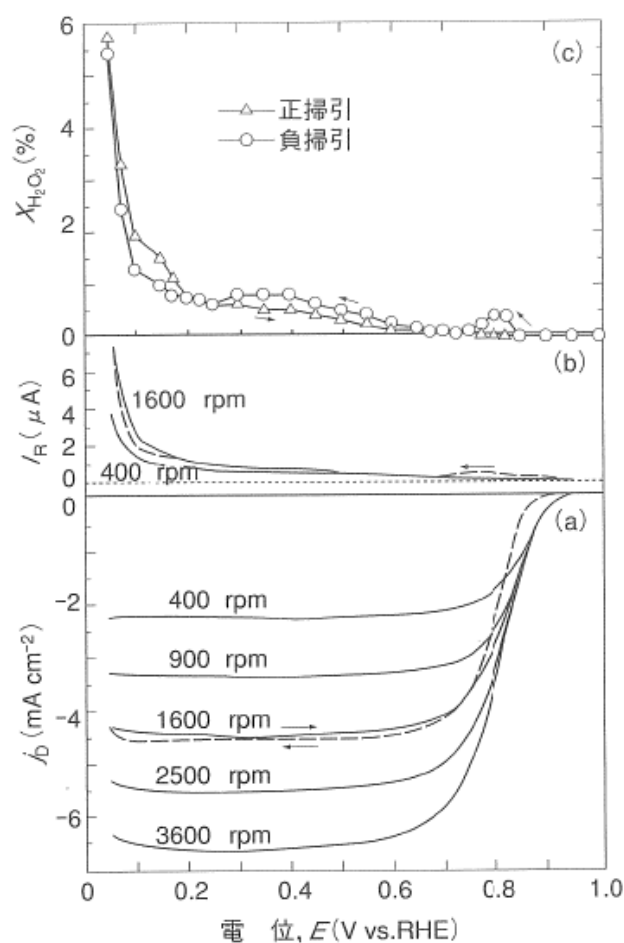 6
4
2
0
X_{H_2O_2}(%)
(c)
正掃引
負掃引
6
4
2
0
I_R(μA)
(b)
1600 rpm
400 rpm
0
-2
-4
-6
j_D(mA cm^{-2})
(a)
400 rpm
900 rpm
1600 rpm
2500 rpm
3600 rpm
0 0.2 0.4 0.6 0.8 1.0
電 位, E(V vs.RHE)